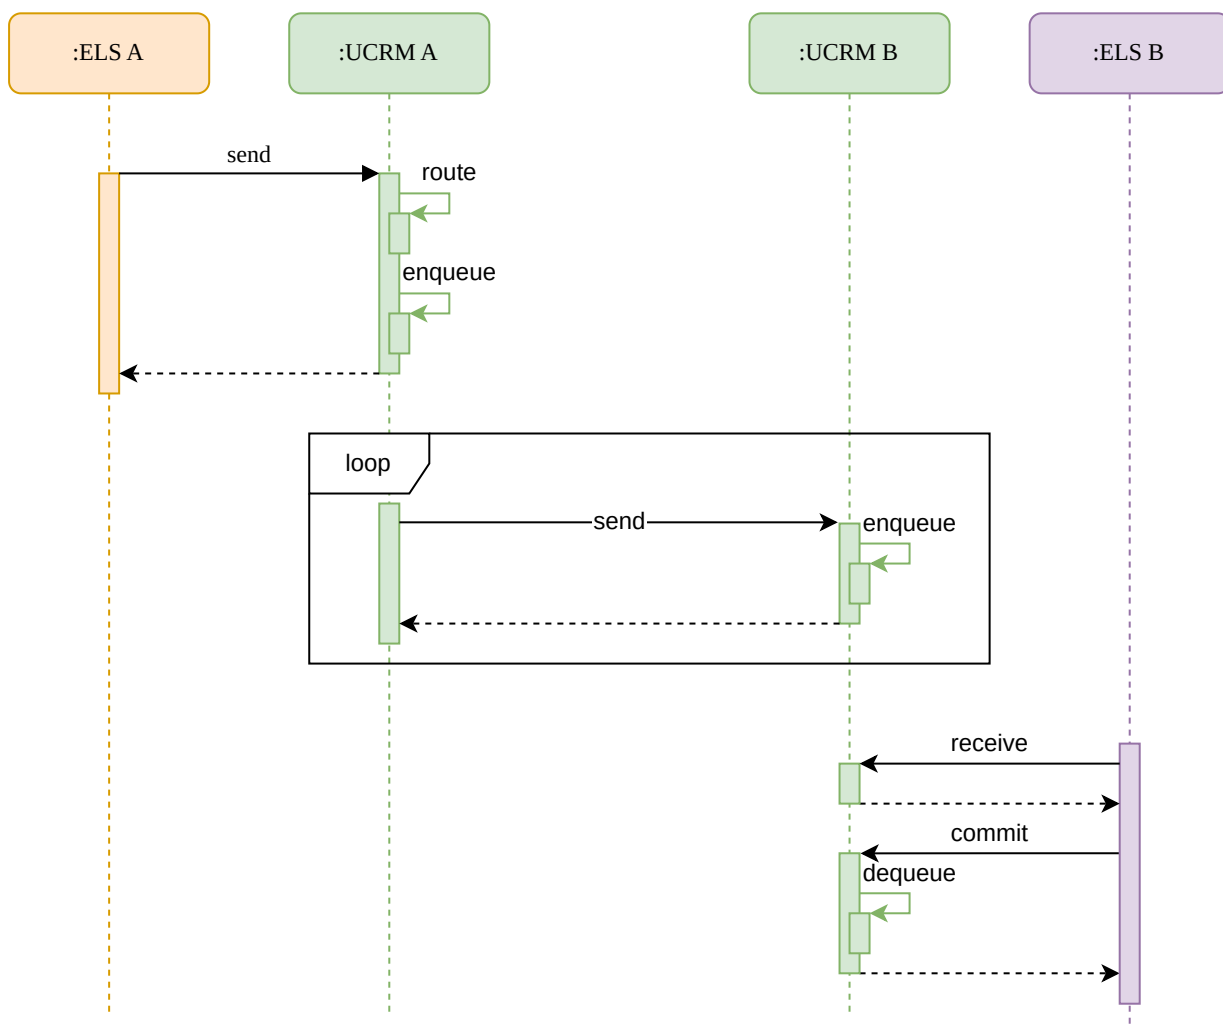 :ELS A
:UCRM A
:UCRM B
:ELS B
send
route
enqueue
loop
send
enqueue
receive
commit
dequeue